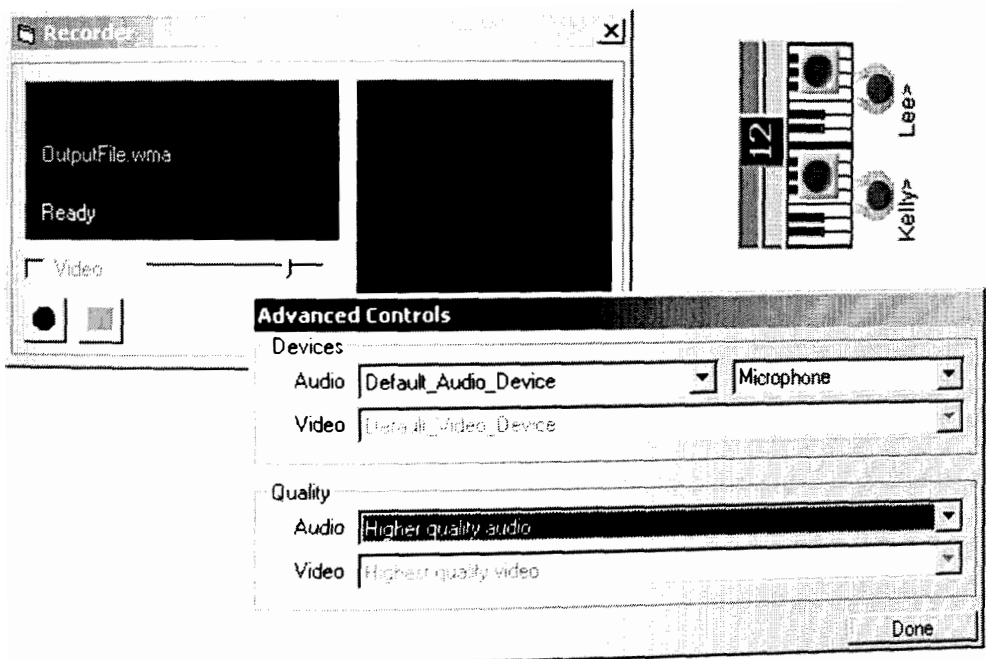 Recorder
OutputFile.wma
Ready
Video
12
Lee>
Kelly>
Advanced Controls
Devices
Audio Default_Audio_Device Microphone
Video Default_Video_Device
Quality
Audio Higher quality audio
Video Highest quality video
Done